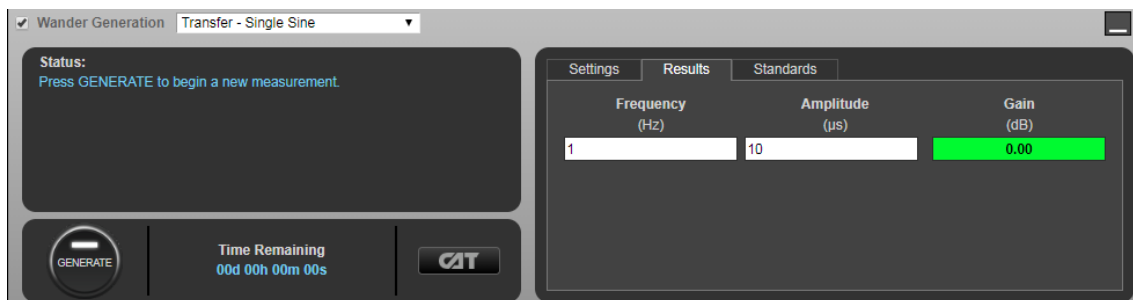 Wander Generation Transfer - Single Sine
Status:
Press GENERATE to begin a new measurement.
GENERATE
Time Remaining
00d 00h 00m 00s
CAT
Settings Results Standards
Frequency Amplitude Gain
(Hz) (µs) (dB)
1 10 0.00